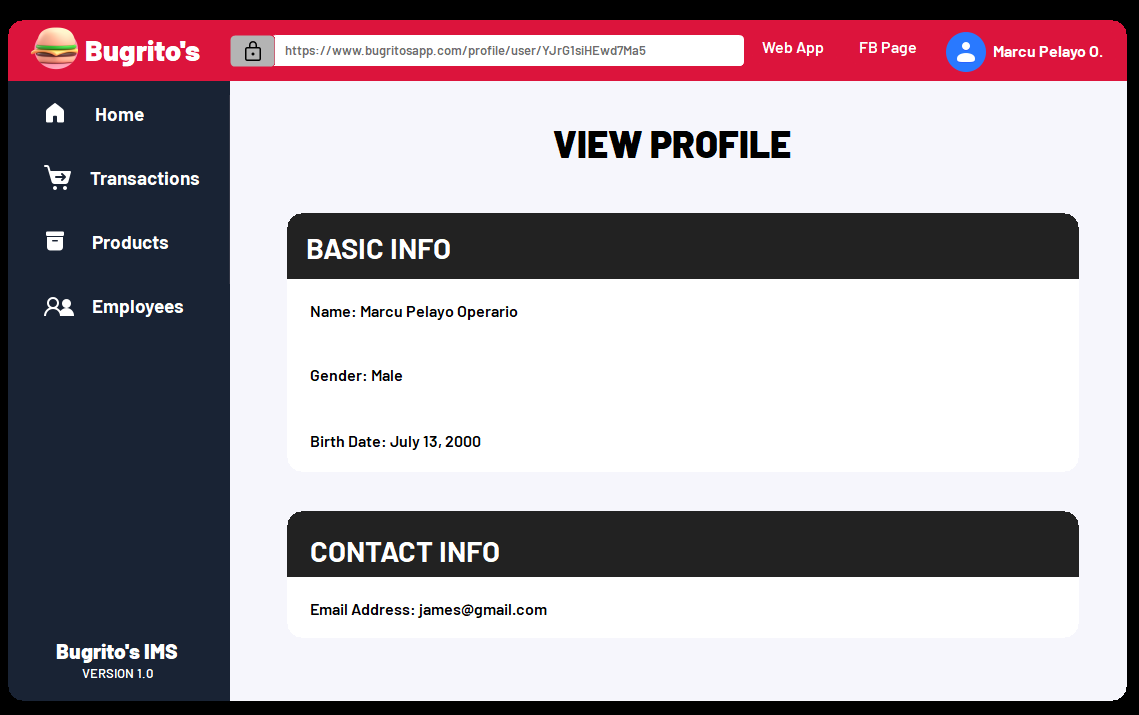 Bugrito's
https://www.bugritosapp.com/profile/user/YJrG1siHEwd7Ma5
Web App
FB Page
Marcu Pelayo O.
Home
Transactions
Products
Employees
Bugrito's IMS
VERSION 1.0
VIEW PROFILE
BASIC INFO
Name: Marcu Pelayo Operario
Gender: Male
Birth Date: July 13, 2000
CONTACT INFO
Email Address: james@gmail.com